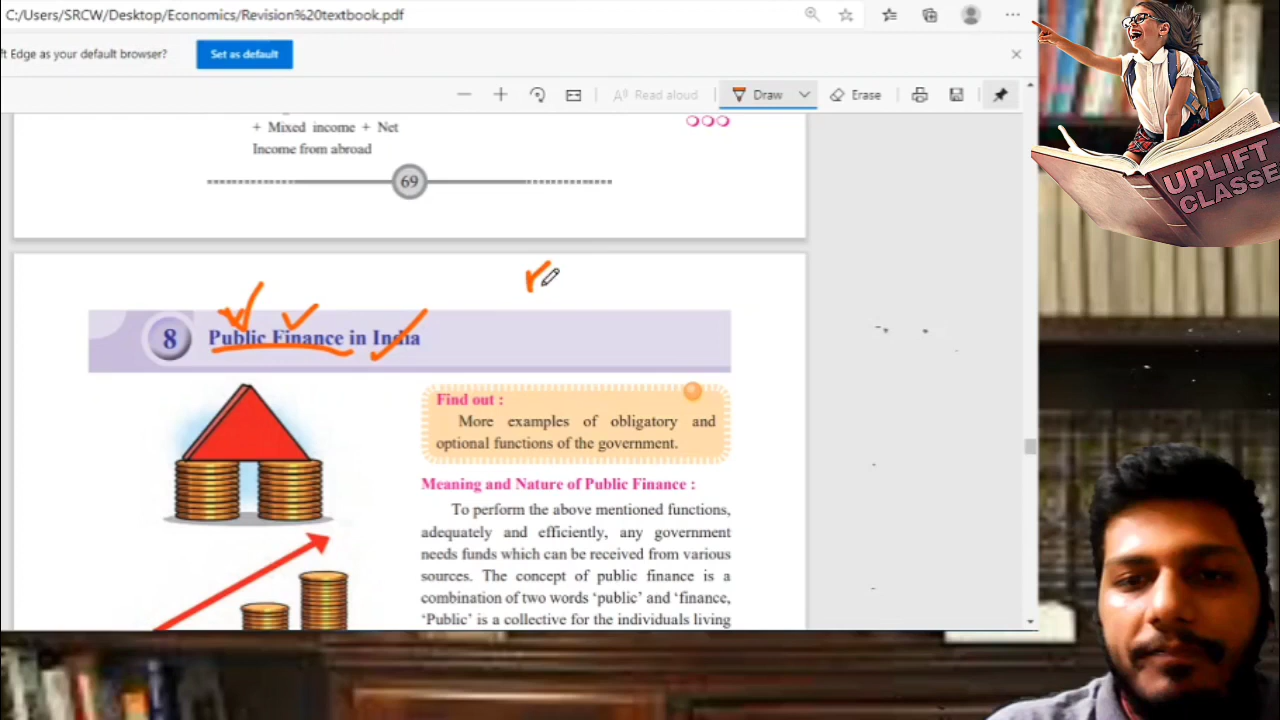 C:/Users/SRCW/Desktop/Economics/Revision%20textbook.pdf
ft Edge as your default browser?
Set as default
Read aloud
Draw
Erase
+ Mixed income + Net
Income from abroad
69
8
Public Finance in India
Find out :
More examples of obligatory and
optional functions of the government.
Meaning and Nature of Public Finance :
To perform the above mentioned functions,
adequately and efficiently, any government
needs funds which can be received from various
sources. The concept of public finance is a
combination of two words ‘public’ and ‘finance,
‘Public’ is a collective for the individuals living
UPLIFT
CLASSE